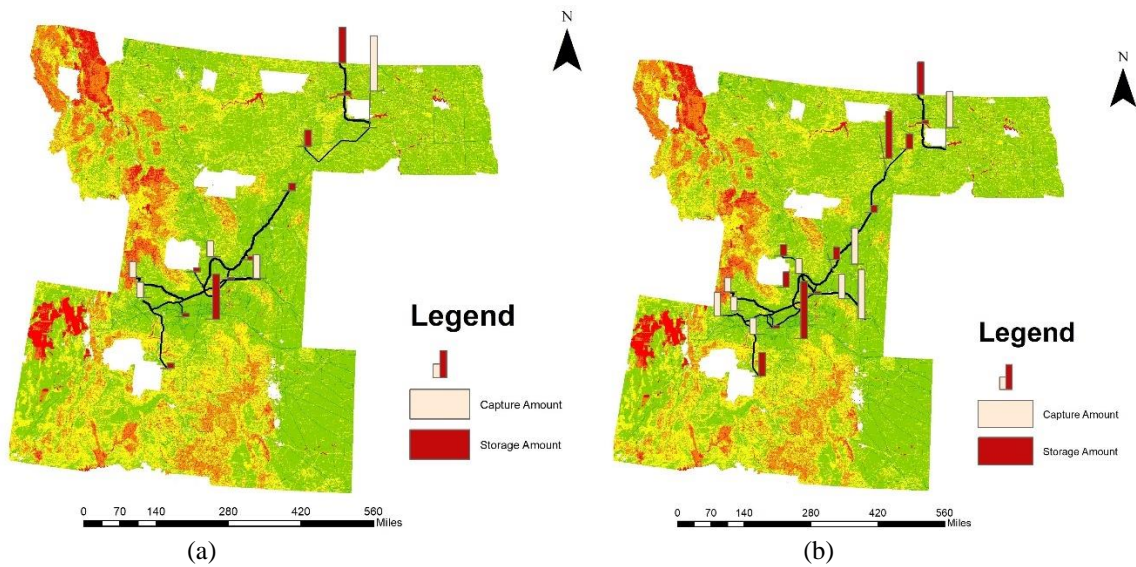 N
Legend
Capture Amount
Storage Amount
0 70 140 280 420 560
Miles
(a)
N
Legend
Capture Amount
Storage Amount
0 70 140 280 420 560
Miles
(b)